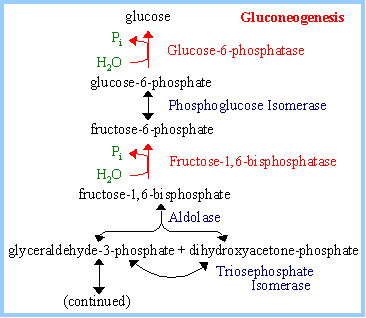 glucose Gluconeogenesis
Pi
Glucose-6-phosphatase
H2O
glucose-6-phosphate
Phosphoglucose Isomerase
fructose-6-phosphate
Pi
Fructose-1,6-bisphosphatase
H2O
fructose-1,6-bisphosphate
Aldolase
glyceraldehyde-3-phosphate + dihydroxyacetone-phosphate
Triosephosphate
Isomerase
(continued)